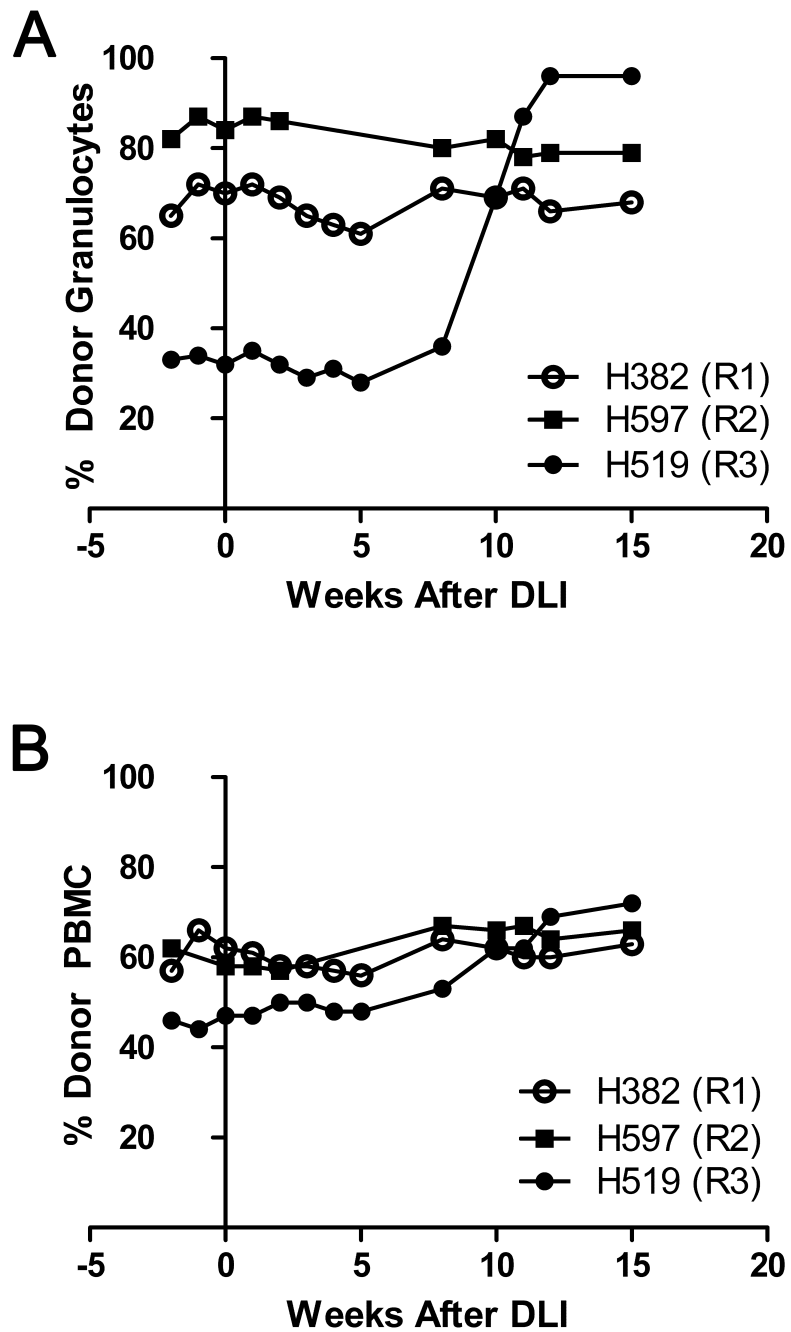 A
100
80
60
40
20
% Donor Granulocytes
H382 (R1)
H597 (R2)
H519 (R3)
-5 0 5 10 15 20
Weeks After DLI
B
100
80
60
40
20
% Donor PBMC
H382 (R1)
H597 (R2)
H519 (R3)
-5 0 5 10 15 20
Weeks After DLI